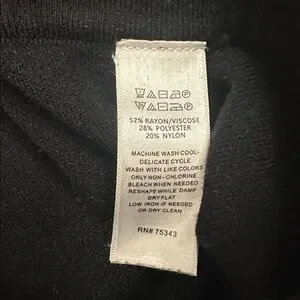 52% RAYON/VISCOSE
28% POLYESTER
20% NYLON
MACHINE WASH COOL-
DELICATE CYCLE
WASH WITH LIKE COLORS
ONLY NON-CHLORINE
BLEACH WHEN NEEDED
RESHAPE WHILE DAMP
DRY FLAT
LOW IRON IF NEEDED
OR DRY CLEAN
RN# 75343